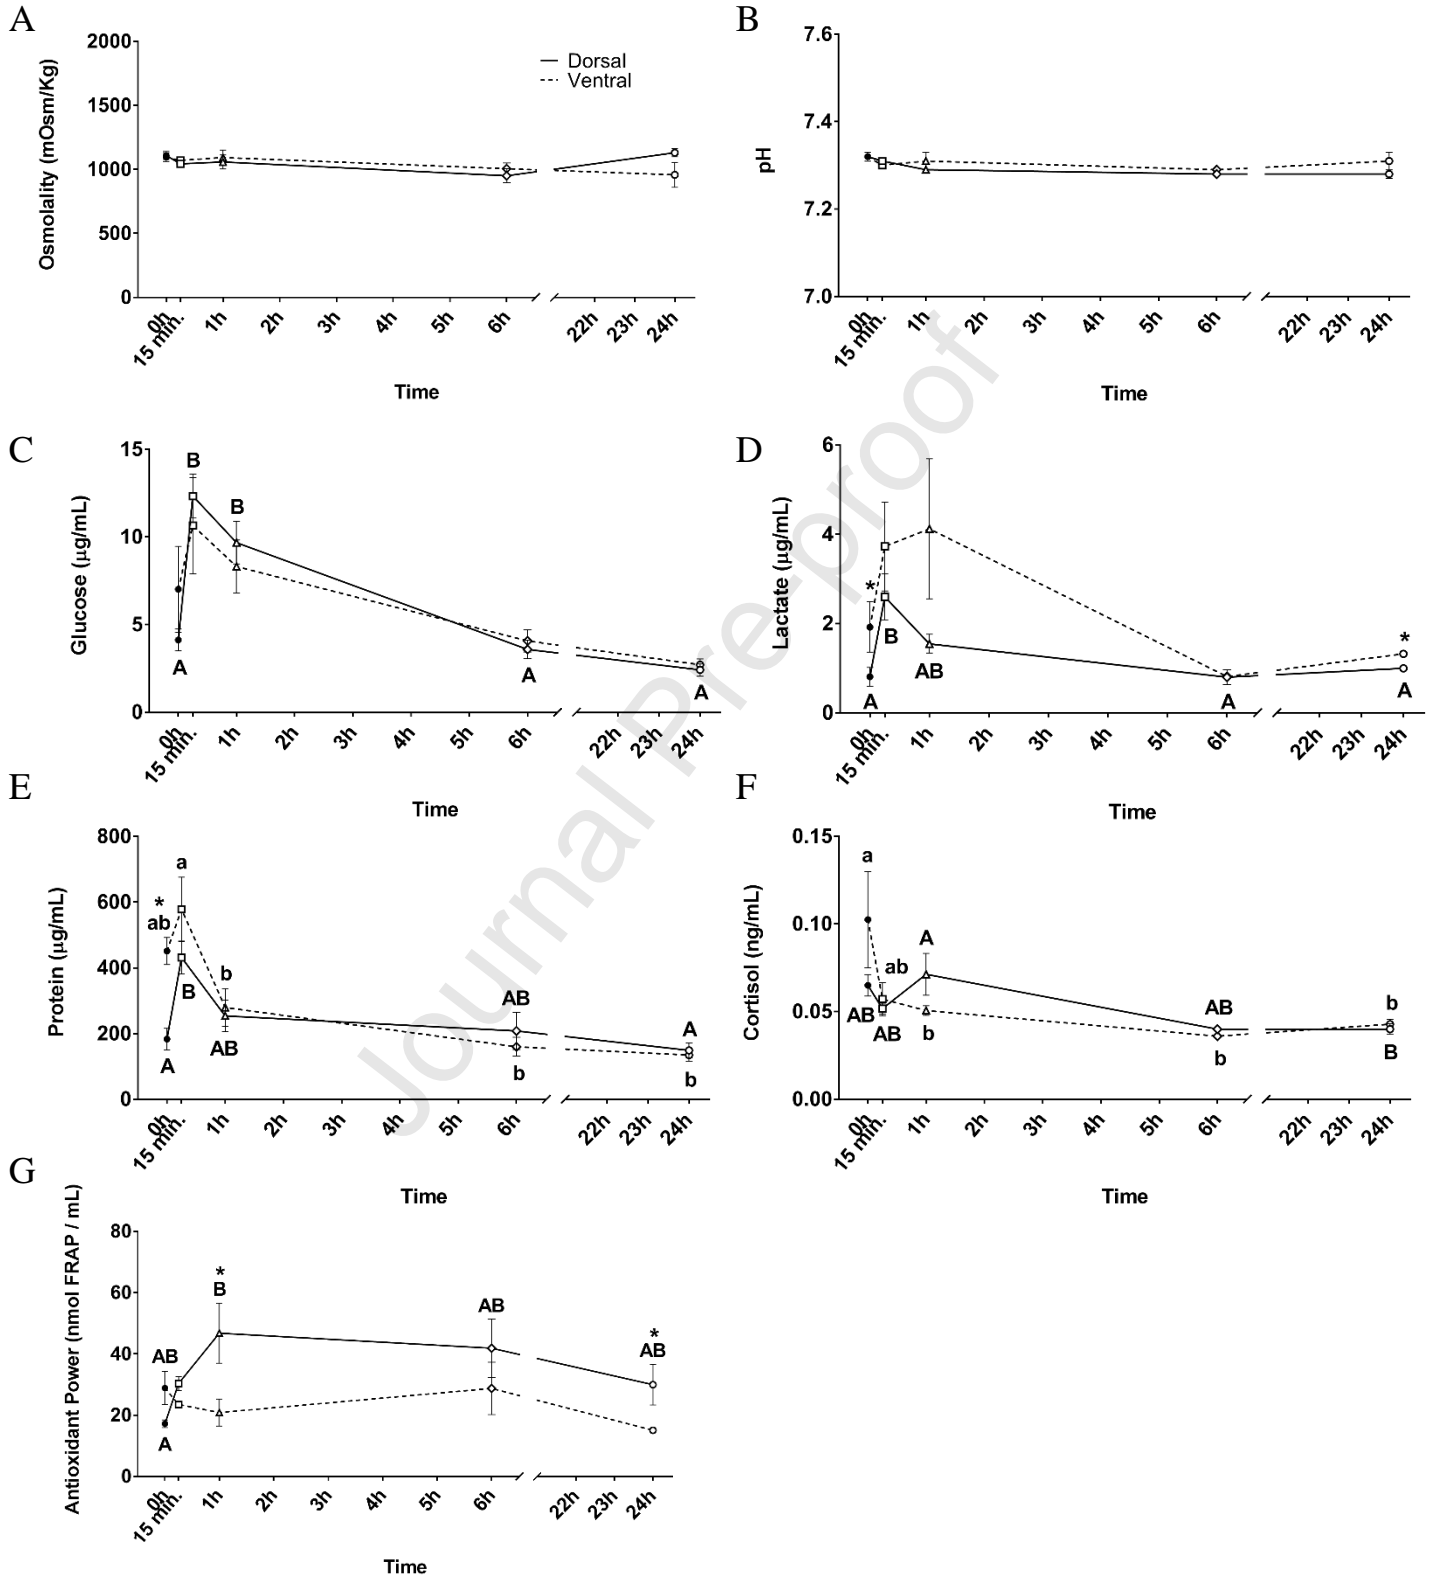 A
Osmolality (mOsm/Kg)
2000
1500
1000
500
0
Dorsal
Ventral
0h
15 min.
1h
2h
3h
4h
5h
6h
22h
23h
24h
Time
B
pH
7.6
7.4
7.2
7.0
0h
15 min.
1h
2h
3h
4h
5h
6h
22h
23h
24h
Time
C
Glucose (µg/mL)
15
10
5
0
B
B
A
A
A
0h
15 min.
1h
2h
3h
4h
5h
6h
22h
23h
24h
Time
D
Lactate (µg/mL)
6
4
2
0
*
B
AB
A
A
*
A
0h
15 min.
1h
2h
3h
4h
5h
6h
22h
23h
24h
Time
E
Protein (µg/mL)
800
600
400
200
0
a
*
ab
b
B
AB
A
AB
b
A
b
0h
15 min.
1h
2h
3h
4h
5h
6h
22h
23h
24h
Time
F
Cortisol (ng/mL)
0.15
0.10
0.05
0.00
a
ab
A
AB
AB
b
AB
b
b
B
0h
15 min.
1h
2h
3h
4h
5h
6h
22h
23h
24h
Time
G
Antioxidant Power (nmol FRAP / mL)
80
60
40
20
0
*
B
AB
A
AB
*
AB
0h
15 min.
1h
2h
3h
4h
5h
6h
22h
23h
24h
Time
Journal Pre-proof